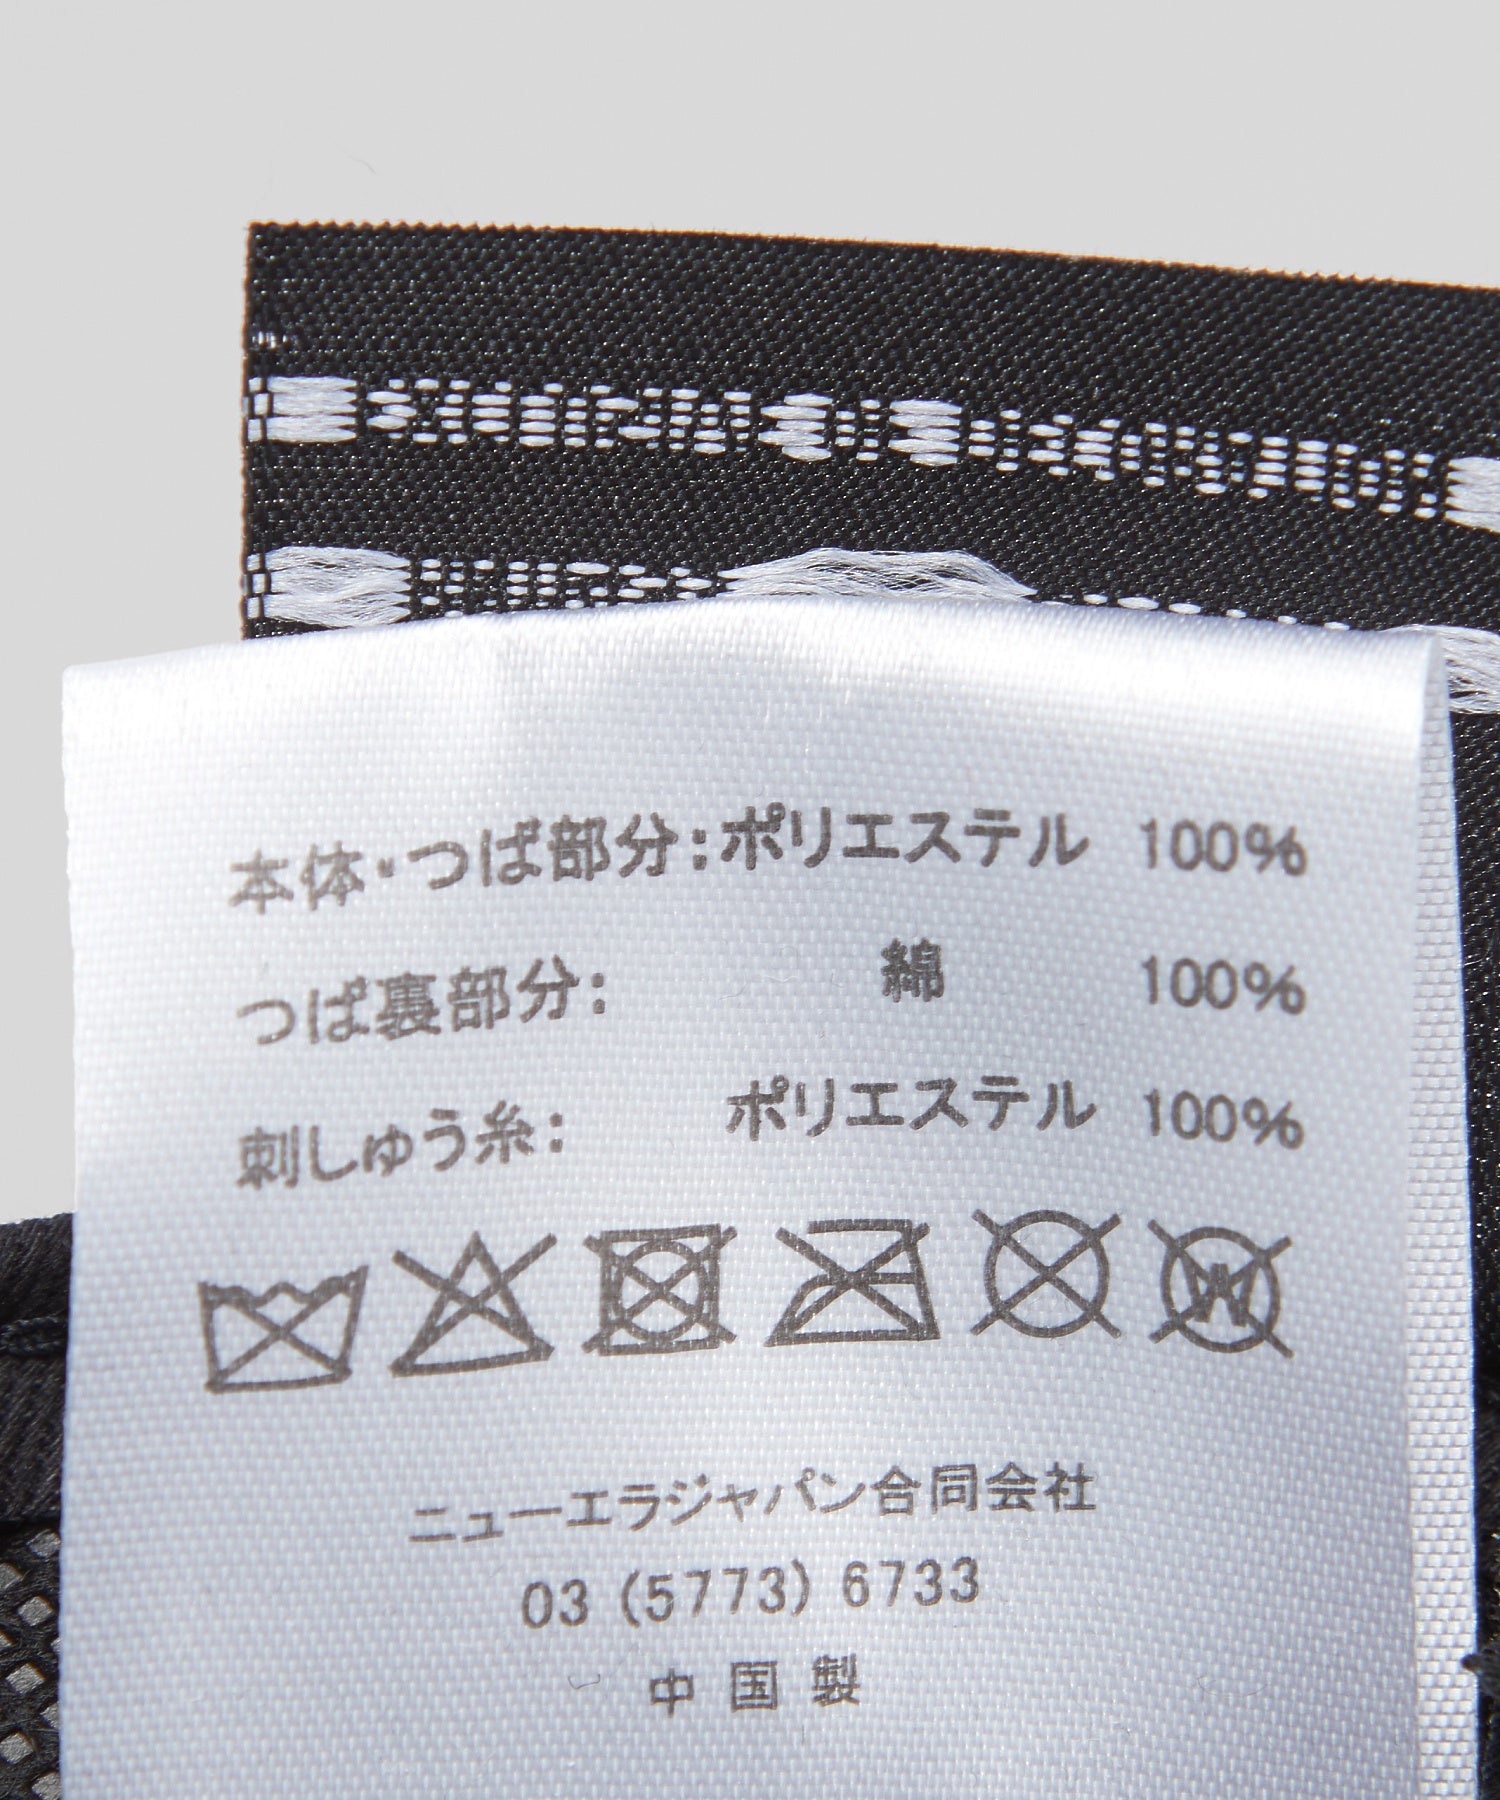 本体・つば部分：ポリエステル 100%
つば裏部分： 綿 100%
刺しゅう糸： ポリエステル 100%
W
ニューエラジャパン合同会社
03 (5773) 6733
中国製